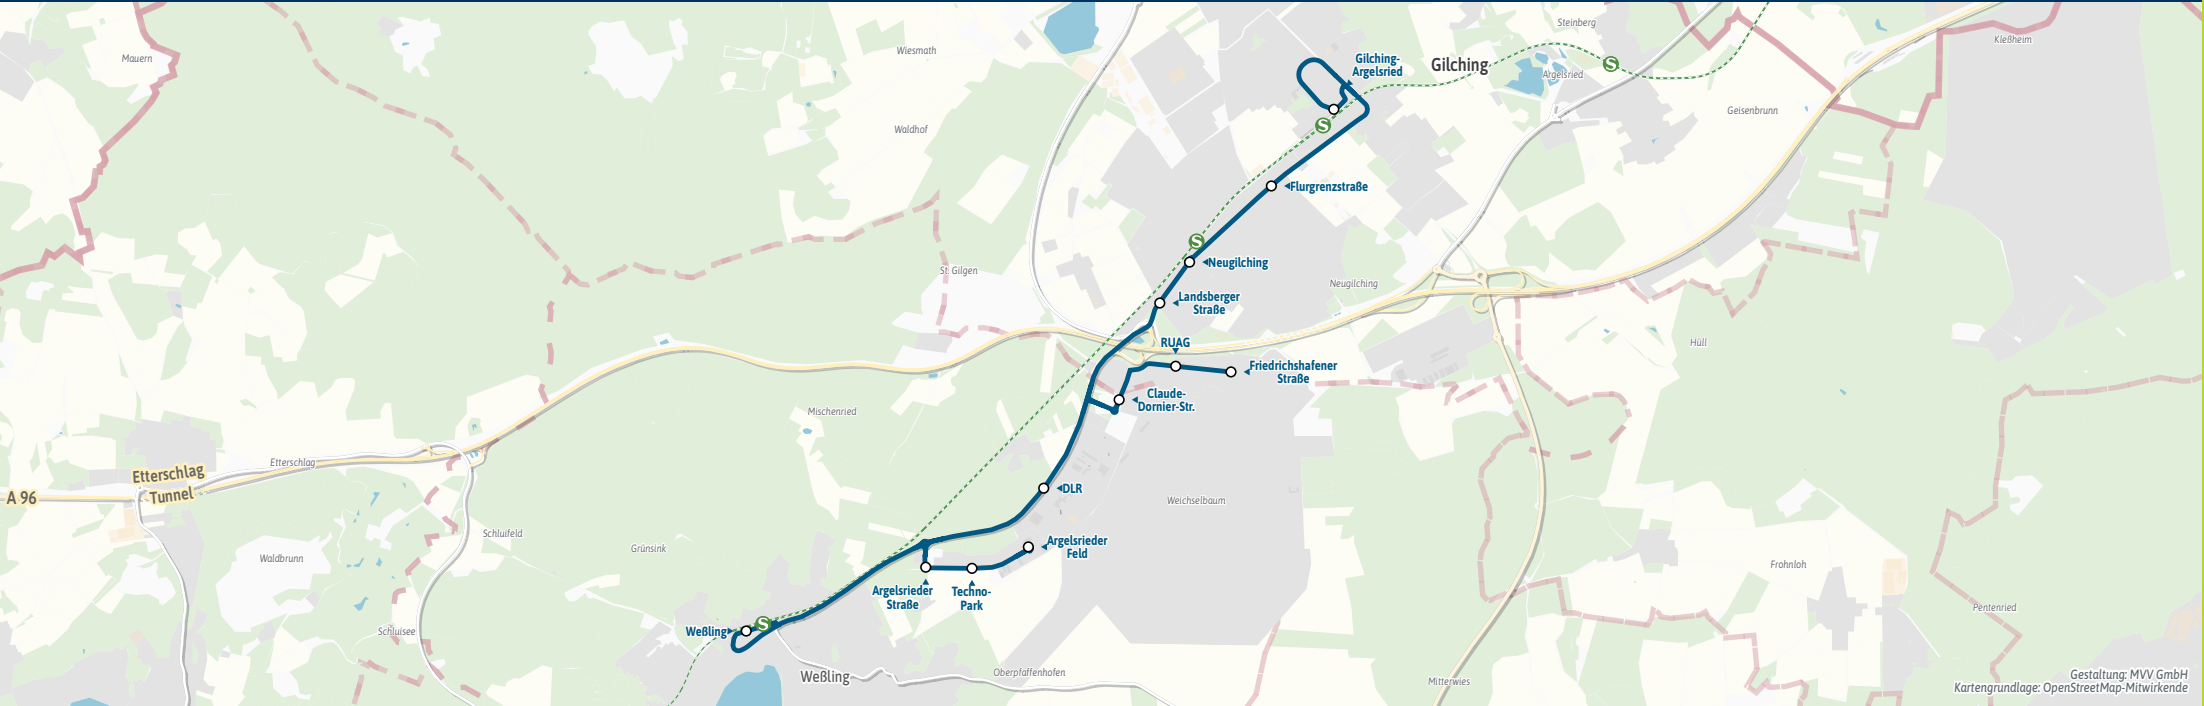 Steinberg
Kleßheim
Mauern
Wiesmath
Gilching-
Argelsried
Gilching
S
Argelsried
Geisenbrunn
Waldhof
S
Flurgrenzstraße
S
Neugilching
St. Gilgen
Neugilching
Landsberger
Straße
RUAG
Hüll
Friedrichshafener
Straße
Claude-
Dornier-Str.
Mischenried
Etterschlag
Etterschlag
Tunnel
A 96
DLR
Weichselbaum
Schluifeld
Grünsink
Waldbrunn
Argelsrieder
Feld
Frohnloh
Argelsrieder
Straße
Techno-
Park
Pentenried
S
Weßling
Schluisee
Weßling
Oberpfaffenhofen
Mitterwies
Gestaltung: MVV GmbH
Kartengrundlage: OpenStreetMap-Mitwirkende